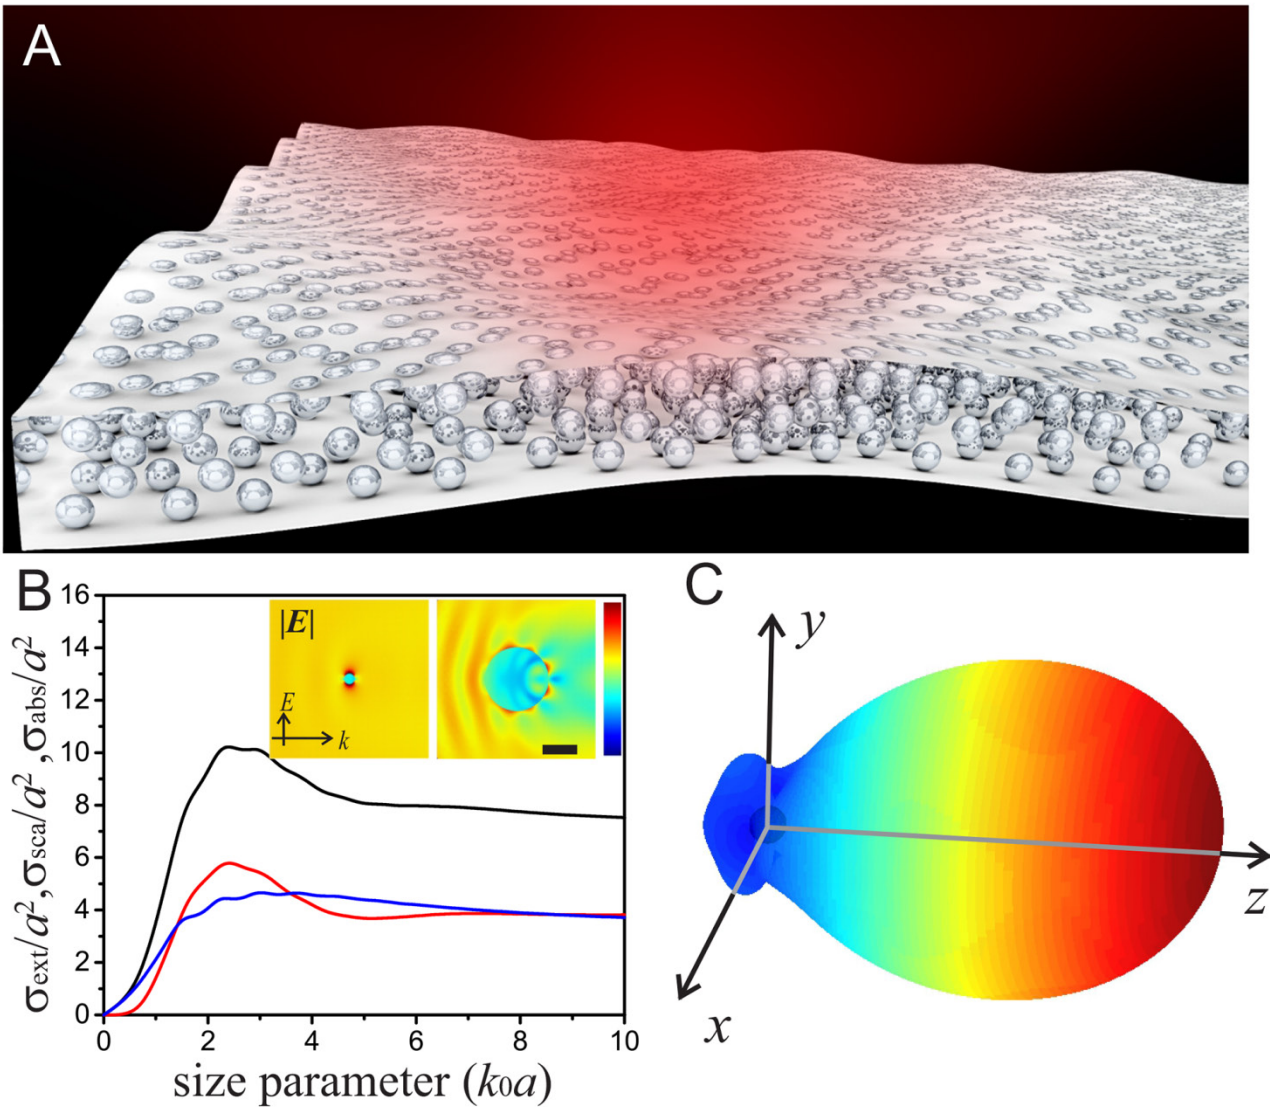 A
B
C
σext/a², σsca/a², σabs/a²
16
14
12
10
8
6
4
2
0
|E|
E
k
0
2
4
6
8
10
size parameter (k₀a)
y
z
x